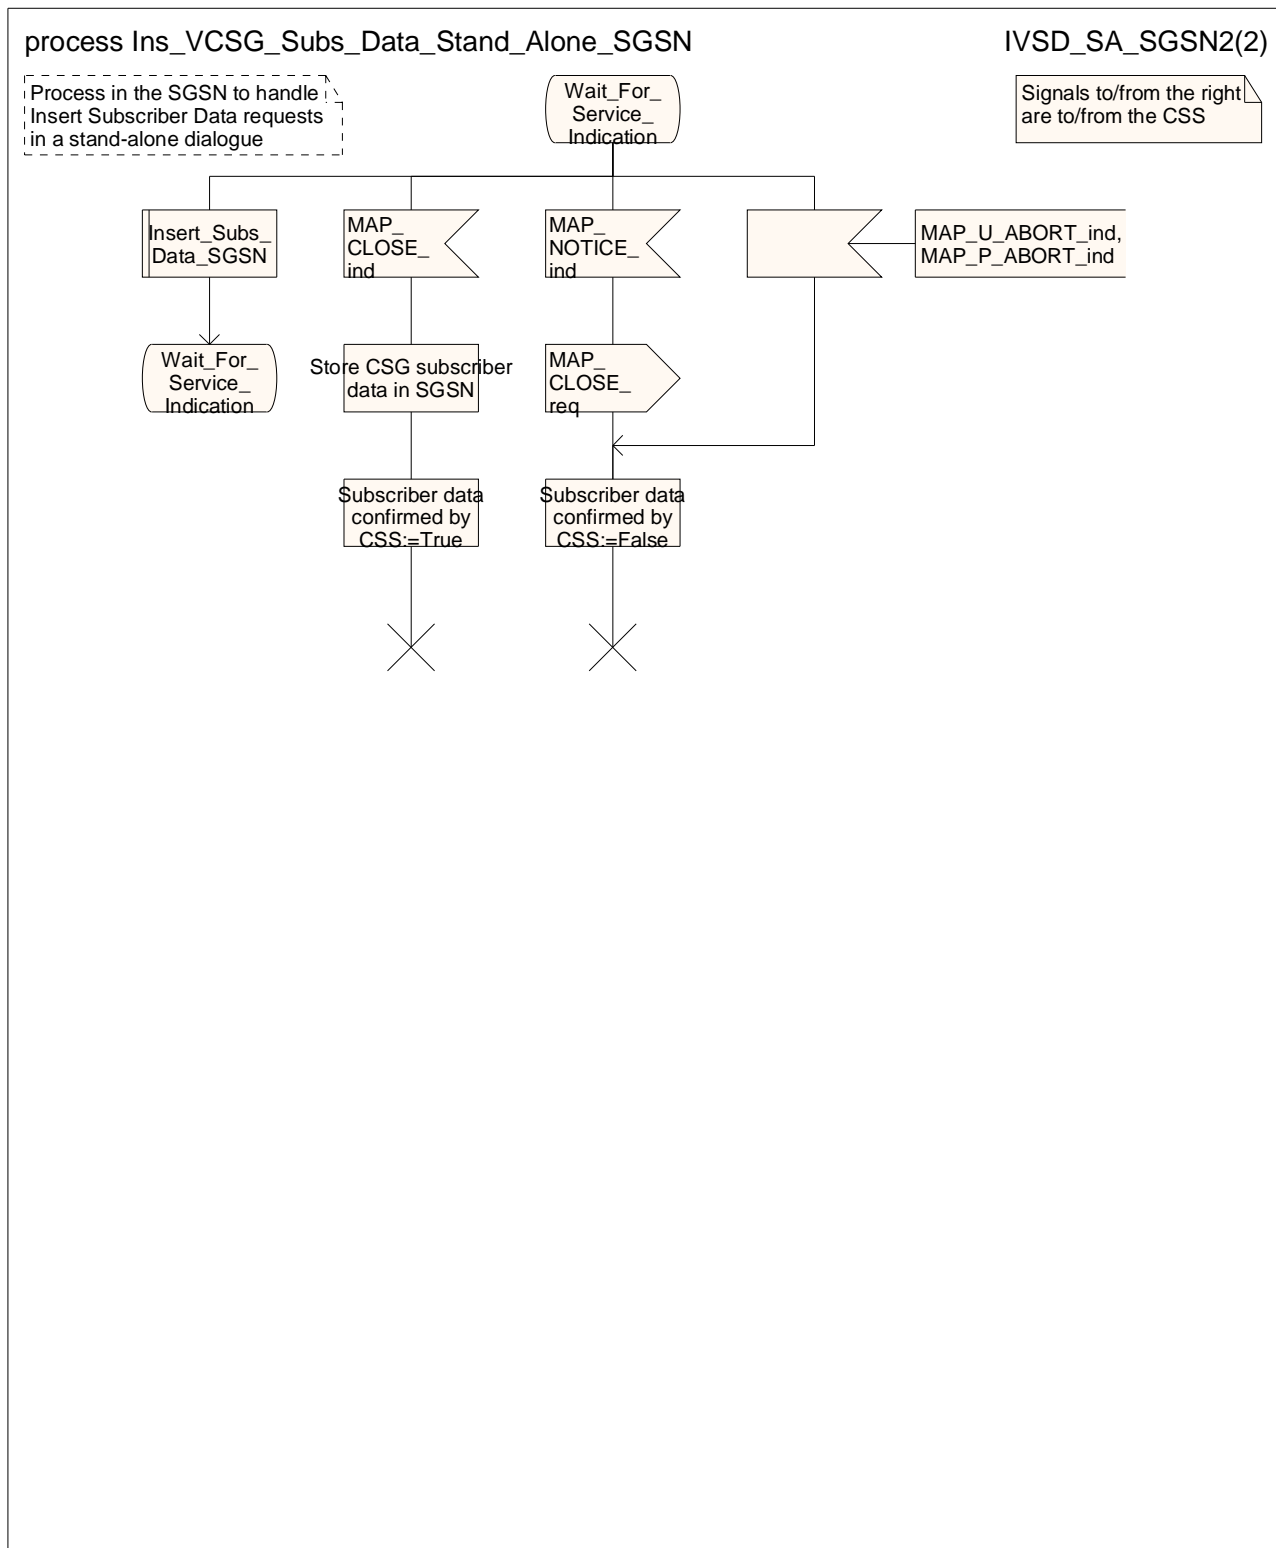 process Ins_VCSG_Subs_Data_Stand_Alone_SGSN
IVSD_SA_SGSN2(2)
Process in the SGSN to handle
Insert Subscriber Data requests
in a stand-alone dialogue
Wait_For_
Service_
Indication
Signals to/from the right
are to/from the CSS
Insert_Subs_
Data_SGSN
MAP_
CLOSE_
ind
MAP_
NOTICE_
ind
MAP_U_ABORT_ind,
MAP_P_ABORT_ind
Wait_For_
Service_
Indication
Store CSG subscriber
data in SGSN
MAP_
CLOSE_
req
Subscriber data
confirmed by
CSS:=True
Subscriber data
confirmed by
CSS:=False